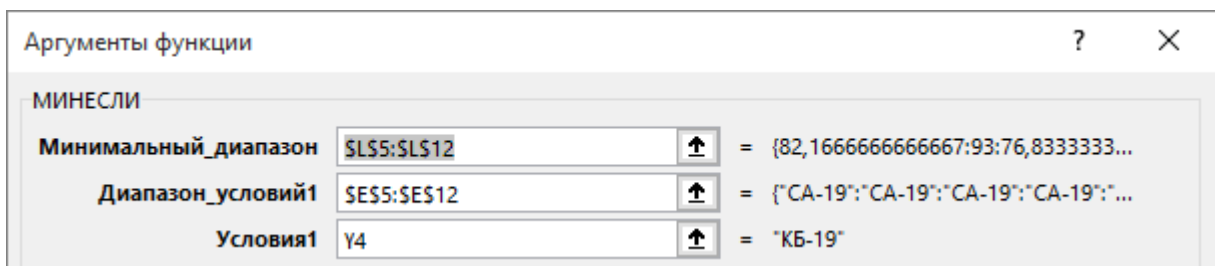 Аргументы функции ?
МИНЕСЛИ
Минимальный_диапазон $L$5:$L$12 = {82,1666666666667:93:76,8333333...
Диапазон_условий1 $E$5:$E$12 = {"СА-19":"СА-19":"СА-19":"СА-19":"...
Условия1 Y4 = "КБ-19"